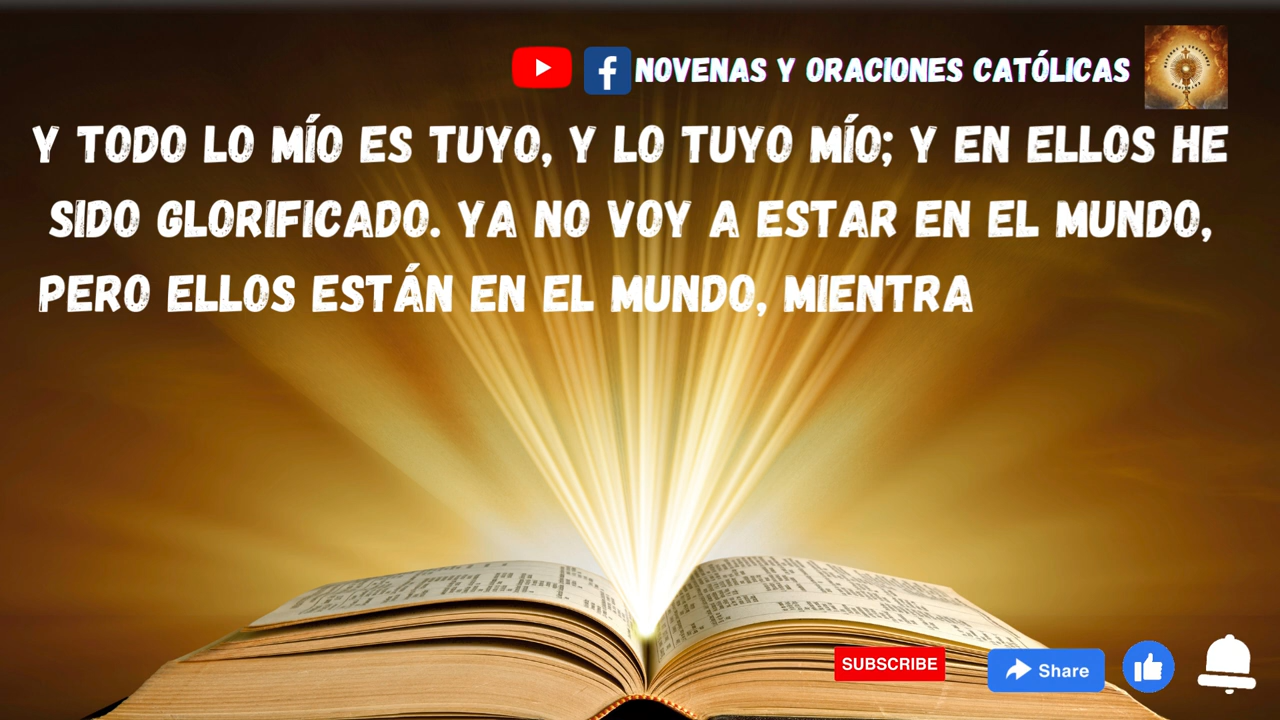 NOVENAS Y ORACIONES CATÓLICAS
Y TODO LO MÍO ES TUYO, Y LO TUYO MÍO; Y EN ELLOS HE
SIDO GLORIFICADO. YA NO VOY A ESTAR EN EL MUNDO,
PERO ELLOS ESTÁN EN EL MUNDO, MIENTRA
SUBSCRIBE
Share